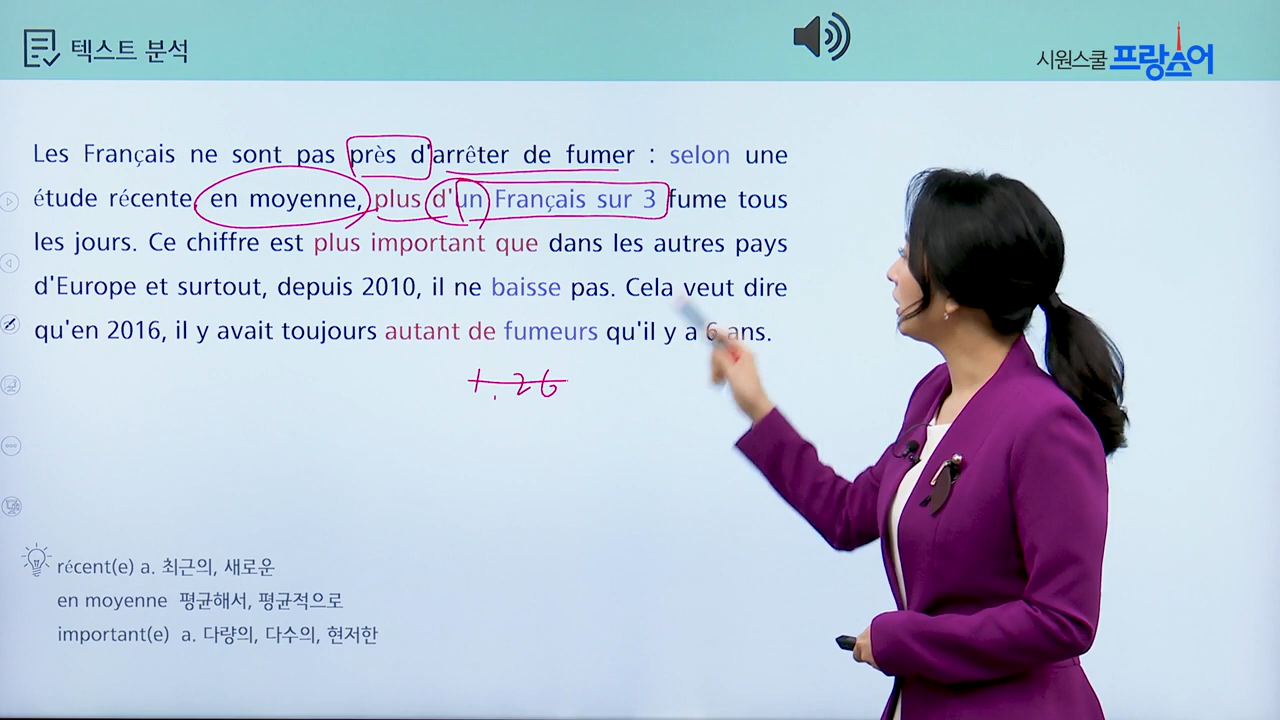 텍스트 분석
시원스쿨 프랑스어
Les Français ne sont pas près d'arrêter de fumer : selon une
étude récente, en moyenne, plus d'un Français sur 3 fume tous
les jours. Ce chiffre est plus important que dans les autres pays
d'Europe et surtout, depuis 2010, il ne baisse pas. Cela veut dire
qu'en 2016, il y avait toujours autant de fumeurs qu'il y a 6 ans.
récent(e) a. 최근의, 새로운
en moyenne 평균해서, 평균적으로
important(e) a. 다량의, 다수의, 현저한